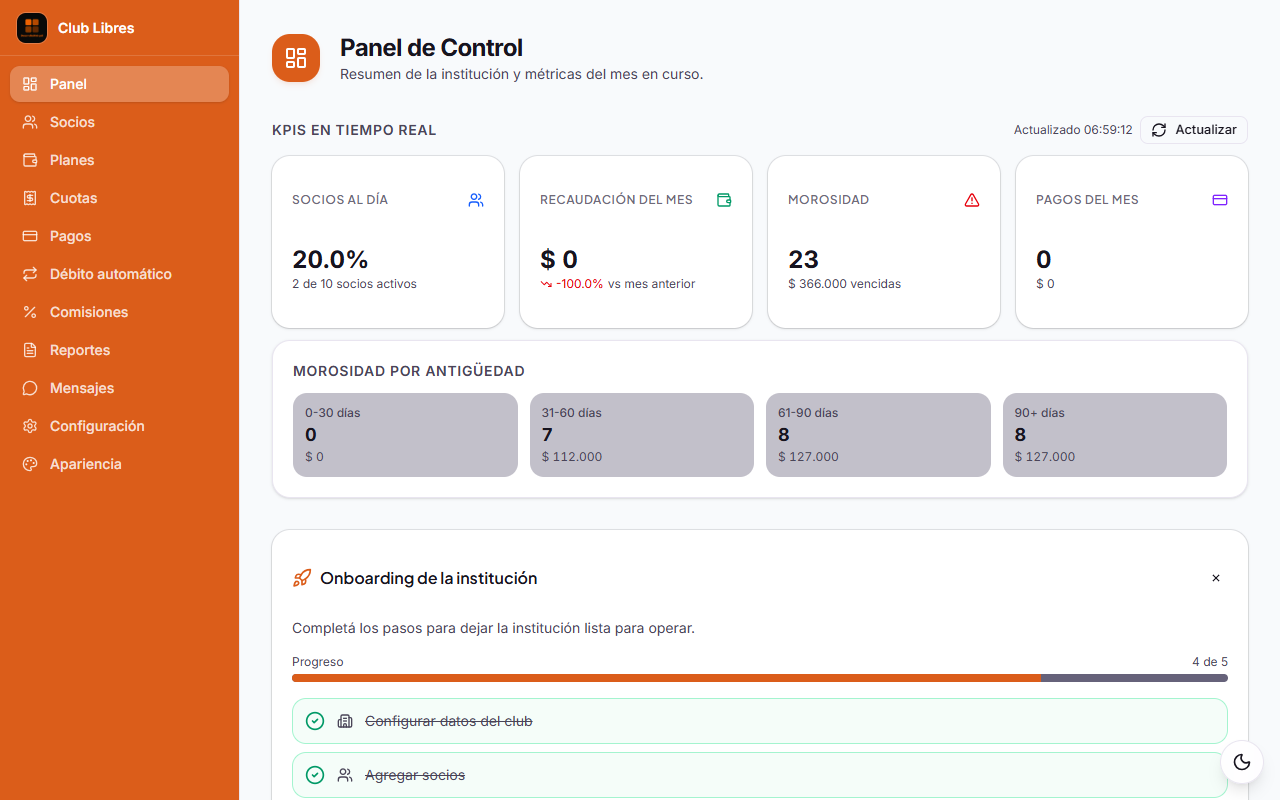 Club Libres
Panel
Socios
Planes
Cuotas
Pagos
Débito automático
Comisiones
Reportes
Mensajes
Configuración
Apariencia
Panel de Control
Resumen de la institución y métricas del mes en curso.
KPIS EN TIEMPO REAL
Actualizado 06:59:12
Actualizar
SOCIOS AL DÍA
20.0%
2 de 10 socios activos
RECAUDACIÓN DEL MES
$ 0
-100.0% vs mes anterior
MOROSIDAD
23
$ 366.000 vencidas
PAGOS DEL MES
0
$ 0
MOROSIDAD POR ANTIGÜEDAD
0-30 días
0
$ 0
31-60 días
7
$ 112.000
61-90 días
8
$ 127.000
90+ días
8
$ 127.000
Onboarding de la institución
Completá los pasos para dejar la institución lista para operar.
Progreso
4 de 5
Configurar datos del club
Agregar socios